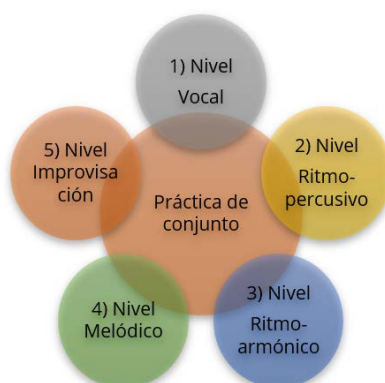 1) Nivel
Vocal
2) Nivel
Ritmo-
percusivo
3) Nivel
Ritmo-
armónico
4) Nivel
Melódico
5) Nivel
Improvisa
ción
Práctica de
conjunto